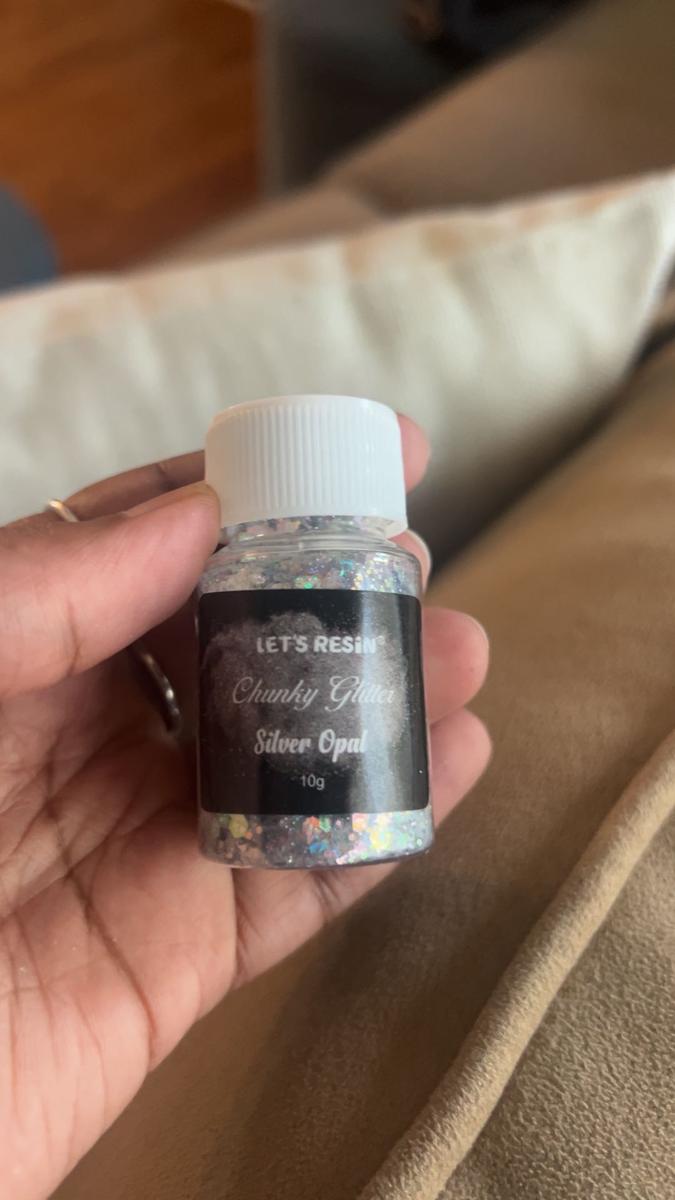 LET'S RESiN®
Chunky Glitter
Silver Opal
10g